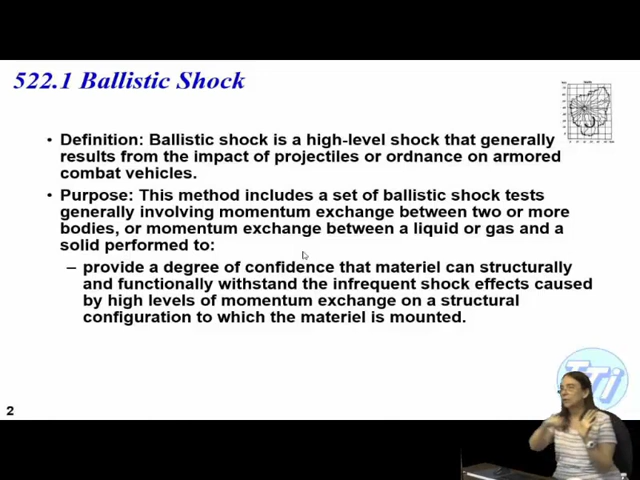 522.1 Ballistic Shock
• Definition: Ballistic shock is a high-level shock that generally
results from the impact of projectiles or ordnance on armored
combat vehicles.
• Purpose: This method includes a set of ballistic shock tests
generally involving momentum exchange between two or more
bodies, or momentum exchange between a liquid or gas and a
solid performed to:
– provide a degree of confidence that materiel can structurally
and functionally withstand the infrequent shock effects caused
by high levels of momentum exchange on a structural
configuration to which the materiel is mounted.
TTi
2